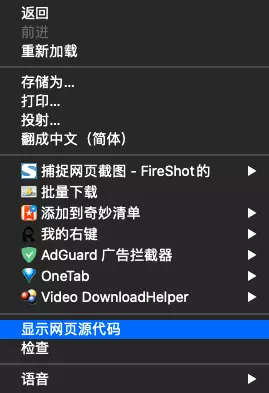 返回
前进
重新加载
存储为...
打印...
投射...
翻成中文（简体）
捕捉网页截图 - FireShot的
批量下载
添加到奇妙清单
我的右键
AdGuard 广告拦截器
OneTab
Video DownloadHelper
显示网页源代码
检查
语音